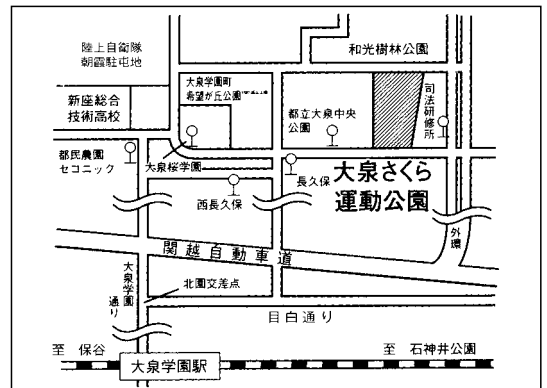 陸上自衛隊
朝霞駐屯地
和光樹林公園
大泉学園町
希望が丘公園
新座総合
技術高校
都立大泉中央
公園
司法研修所
都民農園
セコニック
大泉桜学園
長久保
大泉さくら
運動公園
西長久保
外環
関越自動車道
大泉学園
通り
北園交差点
目白通り
至 保谷
大泉学園駅
至 石神井公園